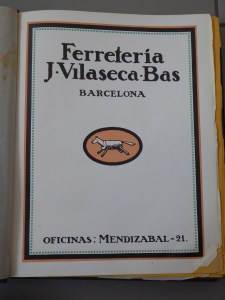 Ferretería
J·Vilaseca·Bas
BARCELONA
OFICINAS: MENDIZABAL-21.